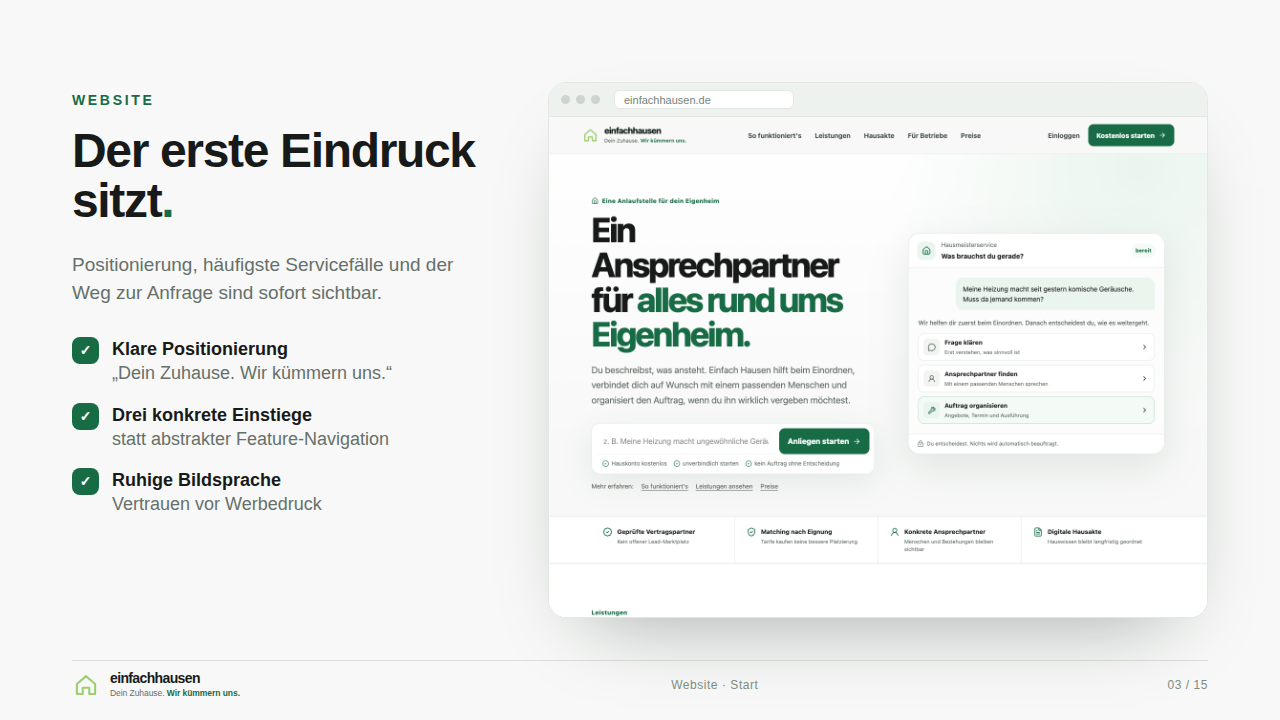 WEBSITE
Der erste Eindruck
sitzt.
Positionierung, häufigste Servicefälle und der
Weg zur Anfrage sind sofort sichtbar.
Klare Positionierung
„Dein Zuhause. Wir kümmern uns.“
Drei konkrete Einstiege
statt abstrakter Feature-Navigation
Ruhige Bildsprache
Vertrauen vor Werbedruck
einfachhausen.de
einfachhausen
Dein Zuhause. Wir kümmern uns.
So funktioniert's Leistungen Hausakte Für Betriebe Preise Einloggen Kostenlos starten →
Eine Anlaufstelle für dein Eigenheim
Ein
Ansprechpartner
für alles rund ums
Eigenheim.
Du beschreibst, was ansteht. Einfach Hausen hilft beim Einordnen,
verbindet dich auf Wunsch mit einem passenden Menschen und
organisiert den Auftrag, wenn du ihn wirklich vergeben möchtest.
z. B. Meine Heizung macht ungewöhnliche Gerä
Anliegen starten →
Hauskonto kostenlos unverbindlich starten kein Auftrag ohne Entscheidung
Mehr erfahren: So funktioniert's Leistungen ansehen Preise
Hausmeisterservice
Was brauchst du gerade?
bereit
Meine Heizung macht seit gestern komische Geräusche.
Muss da jemand kommen?
Wir helfen dir zuerst beim Einordnen. Danach entscheidest du, wie es weitergeht.
Frage klären
Erst verstehen, was sinnvoll ist
Ansprechpartner finden
Mit einem passenden Menschen sprechen
Auftrag organisieren
Angebote, Termin und Ausführung
Du entscheidest. Nichts wird automatisch beauftragt.
Geprüfte Vertragspartner
Kein offener Lead-Marktplatz
Matching nach Eignung
Tarife kaufen keine bessere Platzierung
Konkrete Ansprechpartner
Menschen und Beziehungen bleiben
sichtbar
Digitale Hausakte
Hauswissen bleibt langfristig geordnet
Leistungen
einfachhausen
Dein Zuhause. Wir kümmern uns.
Website · Start
03 / 15